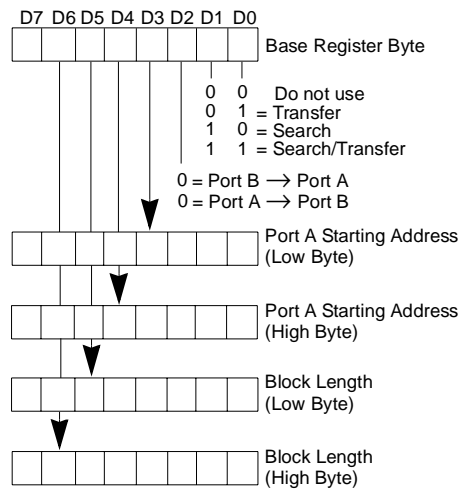 D7 D6 D5 D4 D3 D2 D1 D0
Base Register Byte
0 0 Do not use
0 1 = Transfer
1 0 = Search
1 1 = Search/Transfer
0 = Port B → Port A
0 = Port A → Port B
Port A Starting Address
(Low Byte)
Port A Starting Address
(High Byte)
Block Length
(Low Byte)
Block Length
(High Byte)